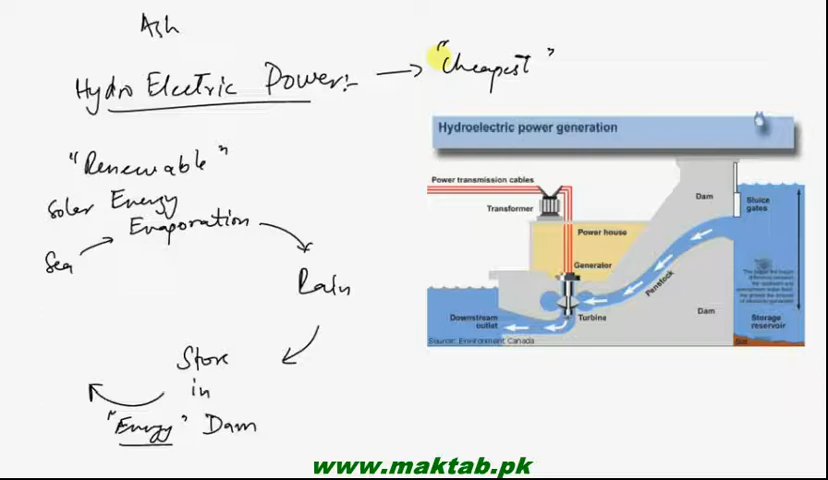 Ash
Hydro Electric Power:- → "Cheapest"
"Renewable"
Soler Energy
Evaporation
Sea
Rain
Store
in
"Energy" Dam
Hydroelectric power generation
Power transmission cables
Transformer
Dam
Sluice
gates
Power house
Generator
Penstock
Downstream
outlet
Turbine
Dam
Storage
reservoir
Silt
Source: Environment Canada
www.maktab.pk